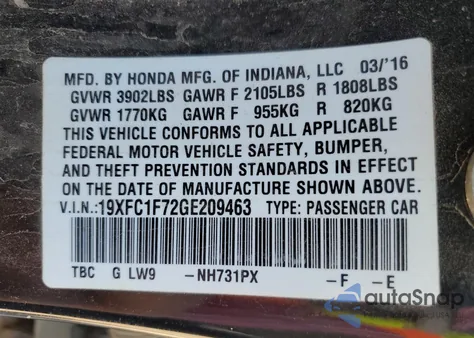 MFD. BY HONDA MFG. OF INDIANA, LLC 03/'16
GVWR 3902LBS GAWR F 2105LBS R 1808LBS
GVWR 1770KG GAWR F 955KG R 820KG
THIS VEHICLE CONFORMS TO ALL APPLICABLE
FEDERAL MOTOR VEHICLE SAFETY, BUMPER,
AND THEFT PREVENTION STANDARDS IN EFFECT
ON THE DATE OF MANUFACTURE SHOWN ABOVE.
V.I.N.:19XFC1F72GE209463 TYPE: PASSENGER CAR
TBC G LW9 -NH731PX -F -E
autoSnap